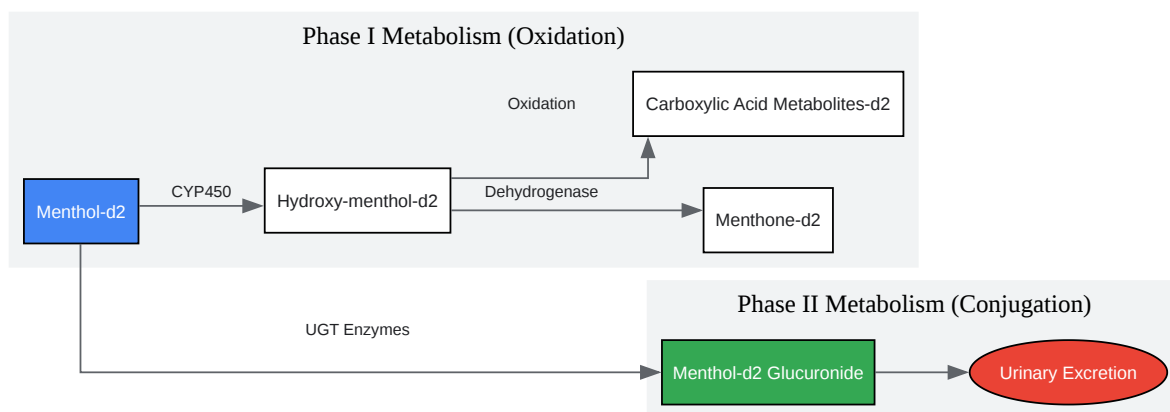 Phase I Metabolism (Oxidation)
Oxidation
Carboxylic Acid Metabolites-d2
CYP450
Dehydrogenase
Menthol-d2
Hydroxy-menthol-d2
Menthone-d2
Phase II Metabolism (Conjugation)
UGT Enzymes
Menthol-d2 Glucuronide
Urinary Excretion